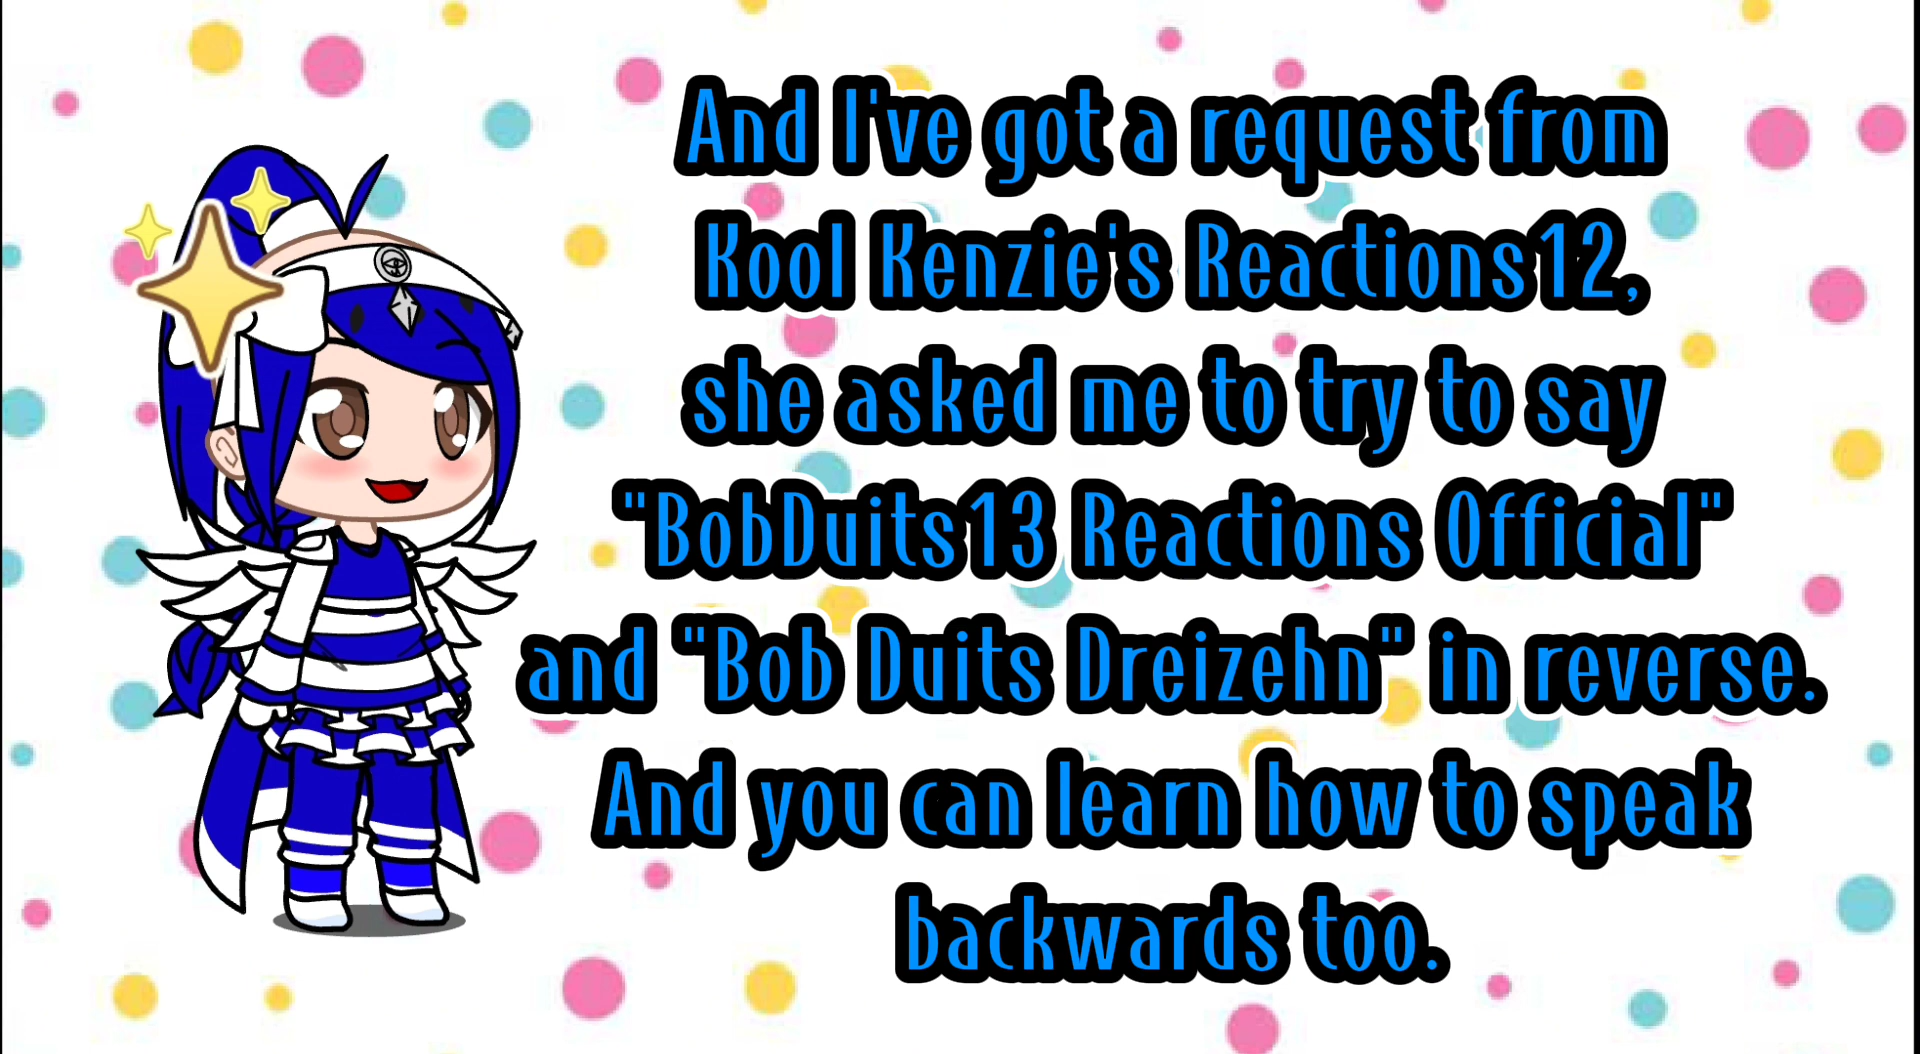 And I've got a request from
Kool Kenzie's Reactions12,
she asked me to try to say
"BobDuits13 Reactions Official"
and "Bob Duits Dreizehn" in reverse.
And you can learn how to speak
backwards too.